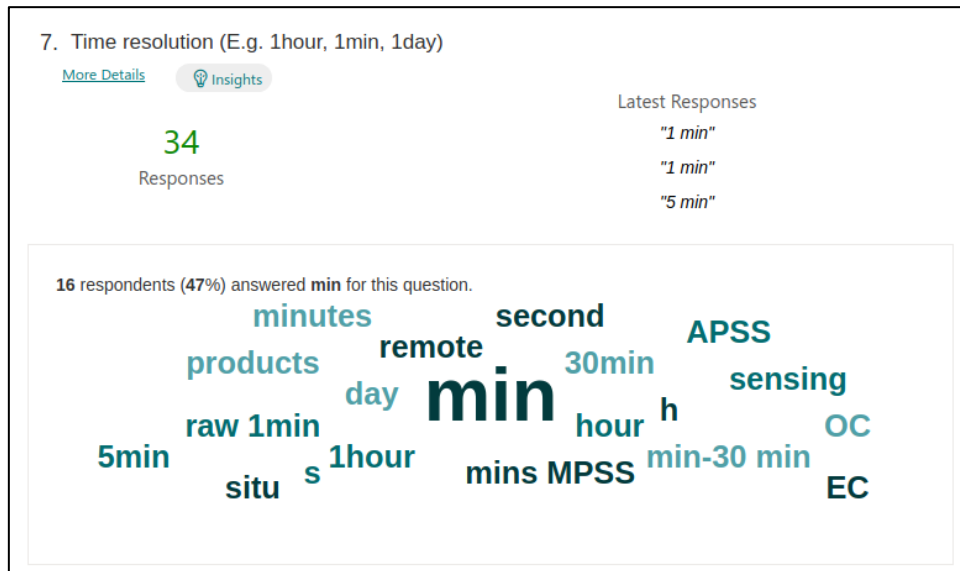 7. Time resolution (E.g. 1hour, 1min, 1day)
More Details
Insights
34
Responses
Latest Responses
"1 min"
"1 min"
"5 min"
16 respondents (47%) answered min for this question.
minutes
second
APSS
remote
products
30min
sensing
day
min
h
raw 1min
hour
OC
5min
s
1hour
mins MPSS
min-30 min
situ
EC